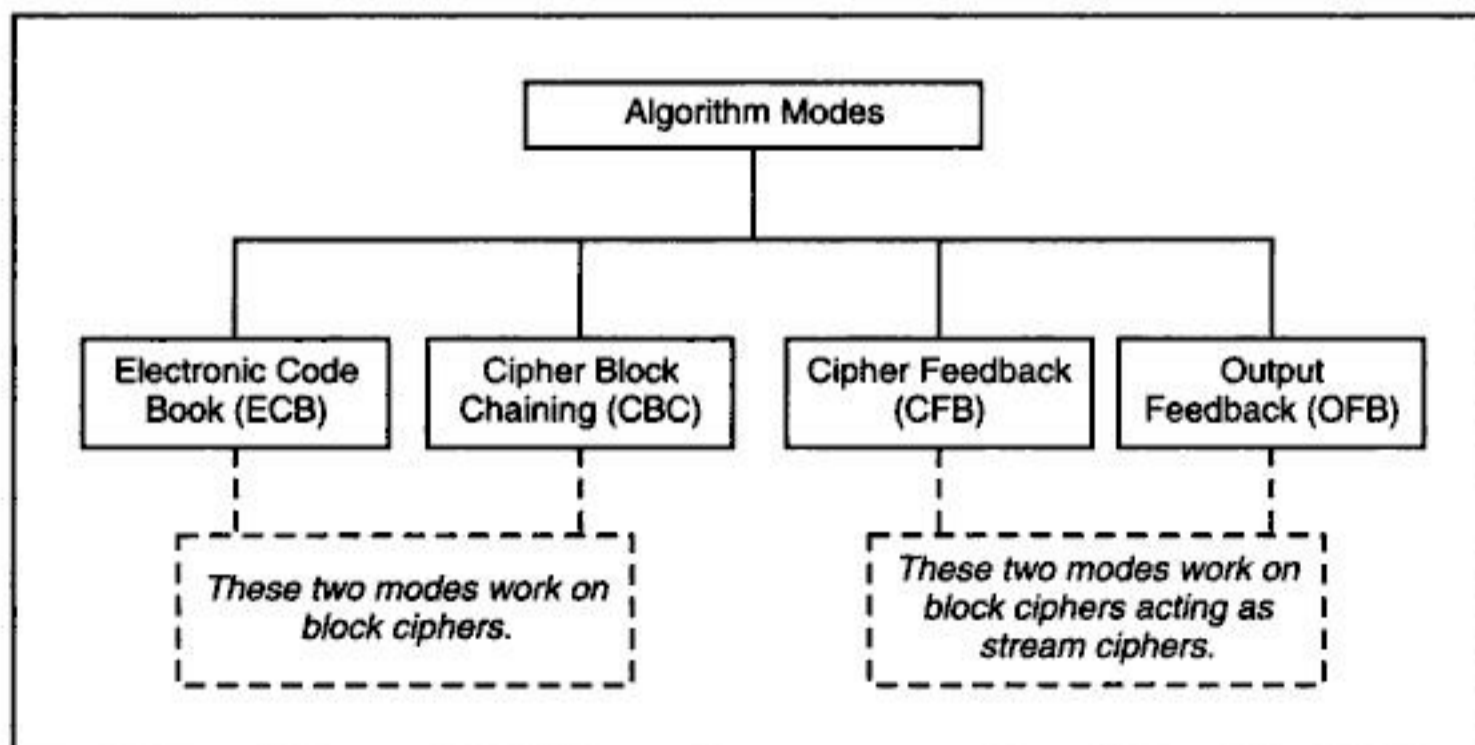 Algorithm Modes
Electronic Code
Book (ECB)
Cipher Block
Chaining (CBC)
Cipher Feedback
(CFB)
Output
Feedback (OFB)
These two modes work on
block ciphers.
These two modes work on
block ciphers acting as
stream ciphers.